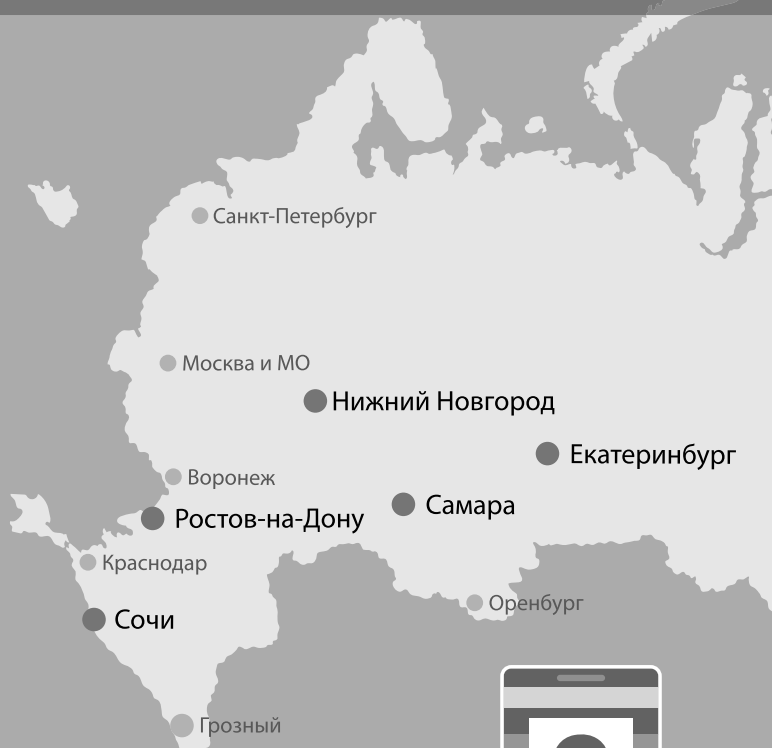 Санкт-Петербург
Москва и МО
Нижний Новгород
Екатеринбург
Воронеж
Самара
Ростов-на-Дону
Краснодар
Оренбург
Сочи
Грозный